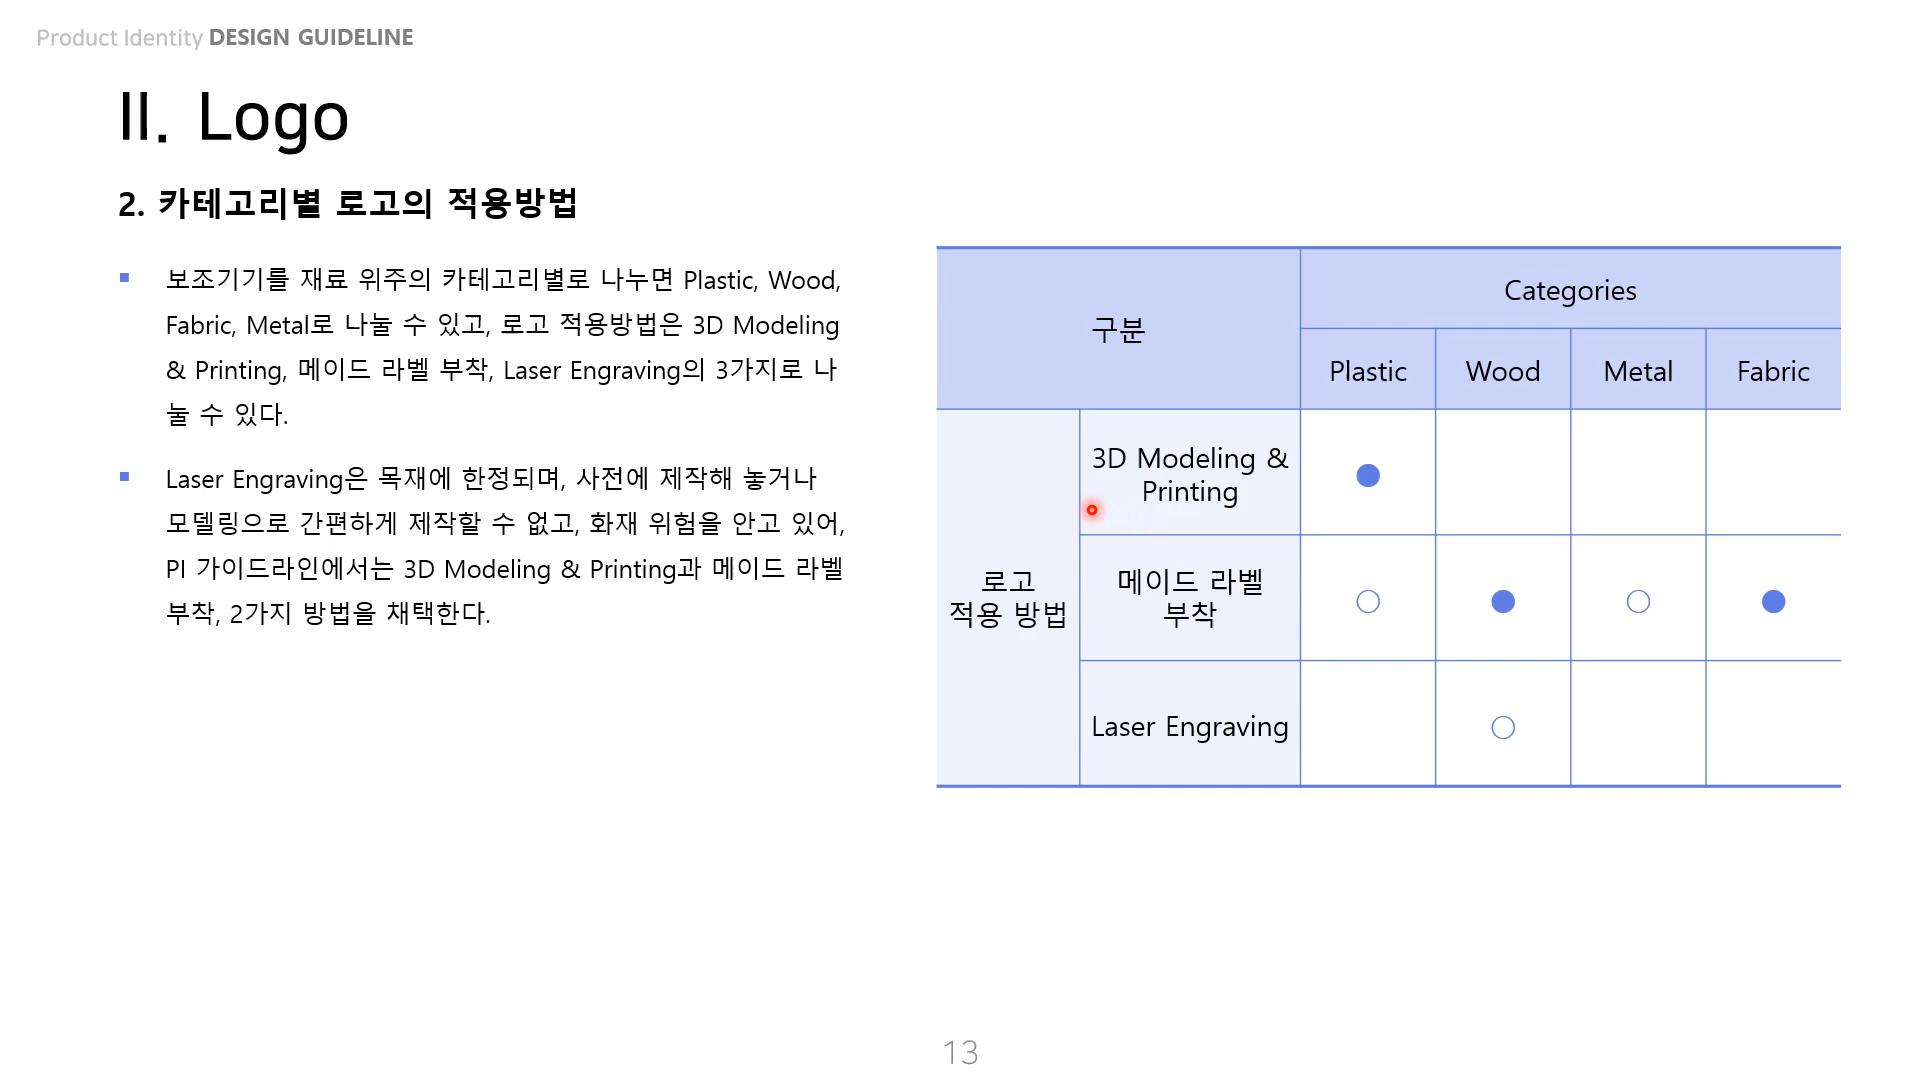 Product Identity DESIGN GUIDELINE
II. Logo
2. 카테고리별 로고의 적용방법
보조기기를 재료 위주의 카테고리별로 나누면 Plastic, Wood,
Fabric, Metal로 나눌 수 있고, 로고 적용방법은 3D Modeling
& Printing, 메이드 라벨 부착, Laser Engraving의 3가지로 나
눌 수 있다.
Laser Engraving은 목재에 한정되며, 사전에 제작해 놓거나
모델링으로 간편하게 제작할 수 없고, 화재 위험을 안고 있어,
PI 가이드라인에서는 3D Modeling & Printing과 메이드 라벨
부착, 2가지 방법을 채택한다.
구분
Categories
Plastic
Wood
Metal
Fabric
로고
적용 방법
3D Modeling &
Printing
메이드 라벨
부착
Laser Engraving
13